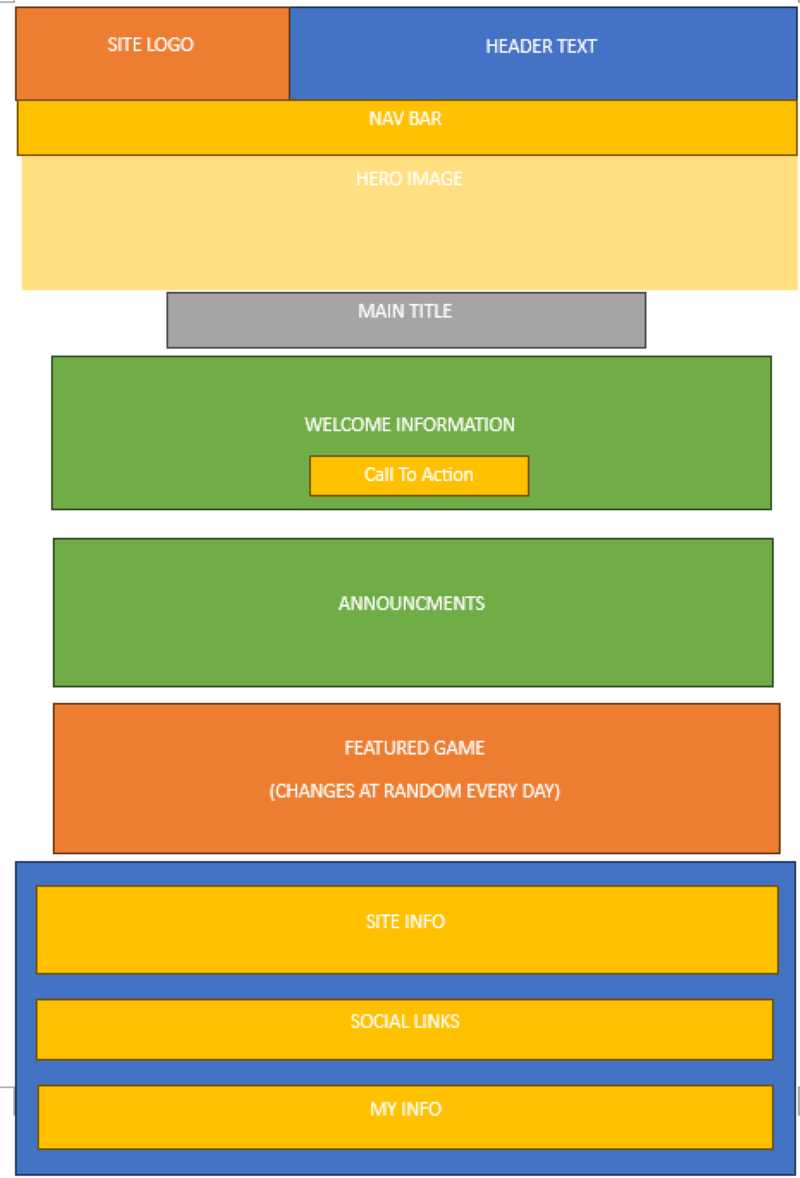 SITE LOGO
HEADER TEXT
NAV BAR
HERO IMAGE
MAIN TITLE
WELCOME INFORMATION
Call To Action
ANNOUNCMENTS
FEATURED GAME
(CHANGES AT RANDOM EVERY DAY)
SITE INFO
SOCIAL LINKS
MY INFO